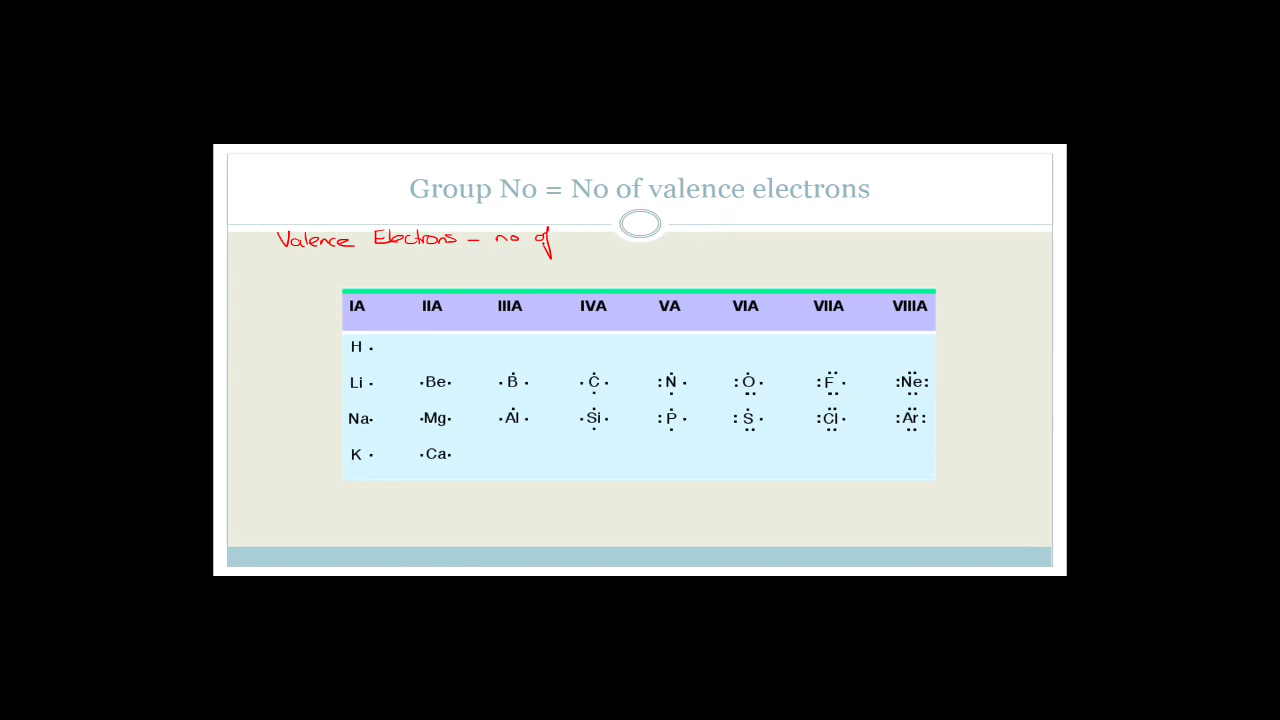 Group No = No of valence electrons
Valence Electrons – no of
IA IIA IIIA IVA VA VIA VIIA VIIIA
H
Li Be B C N O F Ne
Na Mg Al Si P S Cl Ar
K Ca